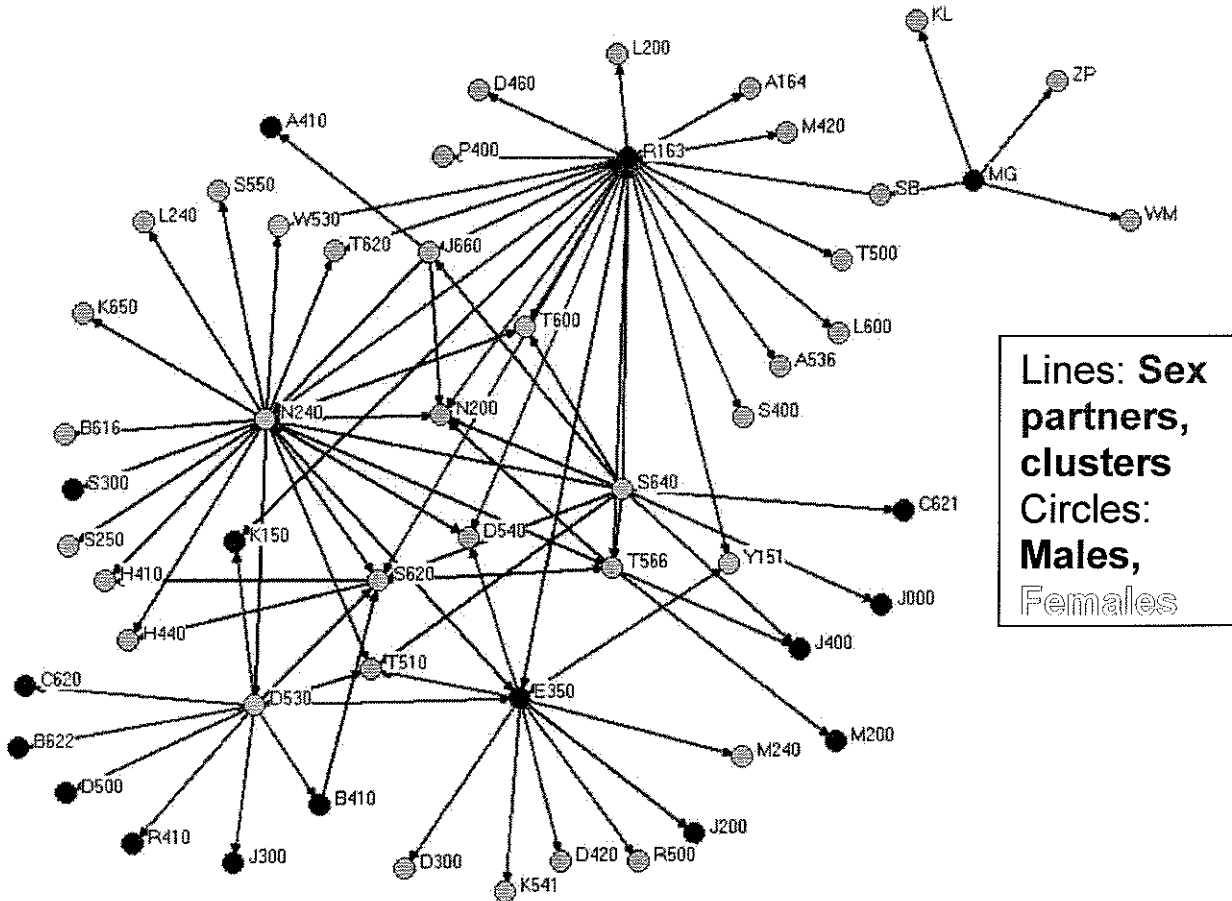 KL
L200
ZP
D460
A164
A410
M420
P400
R163
MG
S550
SB
L240
W530
WM
T620
J660
T500
K650
T600
L600
A536
N240
N200
S400
B616
S640
S300
C621
K150
D540
S250
T566
Y151
H410
S620
J000
H440
J400
T510
C620
E350
D530
B622
M200
M240
D500
B410
J200
R410
J300
D300
D420
R500
K541
Lines: Sex
partners,
clusters
Circles:
Males,
Females